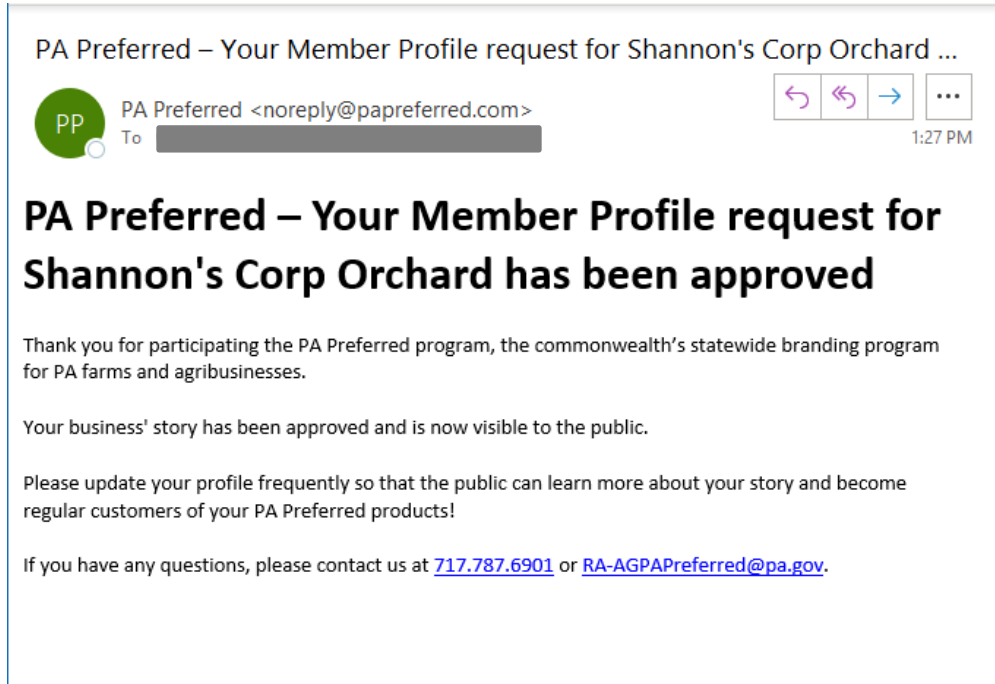 PA Preferred – Your Member Profile request for Shannon's Corp Orchard ...
PP
PA Preferred <noreply@papreferred.com>
To
1:27 PM
PA Preferred – Your Member Profile request for
Shannon's Corp Orchard has been approved
Thank you for participating the PA Preferred program, the commonwealth’s statewide branding program
for PA farms and agribusinesses.
Your business' story has been approved and is now visible to the public.
Please update your profile frequently so that the public can learn more about your story and become
regular customers of your PA Preferred products!
If you have any questions, please contact us at 717.787.6901 or RA-AGPAPreferred@pa.gov.